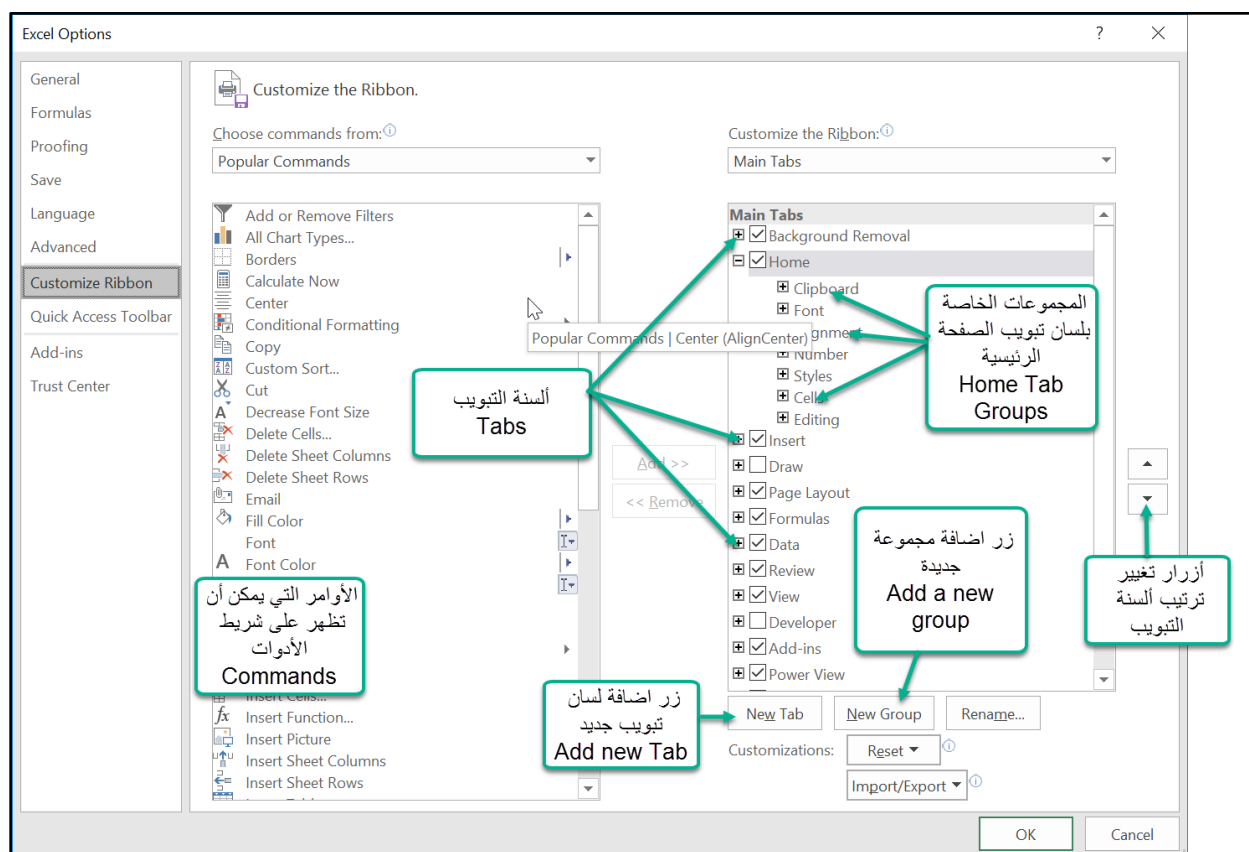 Excel Options
?
General
Formulas
Proofing
Save
Language
Advanced
Customize Ribbon
Quick Access Toolbar
Add-ins
Trust Center
Customize the Ribbon.
Choose commands from:
Popular Commands
Add or Remove Filters
All Chart Types...
Borders
Calculate Now
Center
Conditional Formatting
Copy
Custom Sort...
Cut
Decrease Font Size
Delete Cells...
Delete Sheet Columns
Delete Sheet Rows
Email
Fill Color
Font
Font Color
الأوامر التي يمكن أن
تظهر على شريط
الأدوات
Commands
Insert Cells...
Insert Function...
Insert Picture
Insert Sheet Columns
Insert Sheet Rows
Popular Commands | Center (AlignCenter)
ألسنة التبويب
Tabs
Add >>
<< Remove
Customize the Ribbon:
Main Tabs
Main Tabs
Background Removal
Home
Clipboard
Font
Number
Styles
Cells
Editing
Insert
Draw
Page Layout
Formulas
Data
Review
View
Developer
Add-ins
Power View
المجموعات الخاصة
بلسان تبويب الصفحة
الرئيسية
Home Tab
Groups
زر اضافة مجموعة
جديدة
Add a new
group
أزرار تغيير
ترتيب ألسنة
التبويب
زر اضافة لسان
تبويب جديد
Add new Tab
New Tab
New Group
Rename...
Customizations:
Reset
Import/Export
OK
Cancel